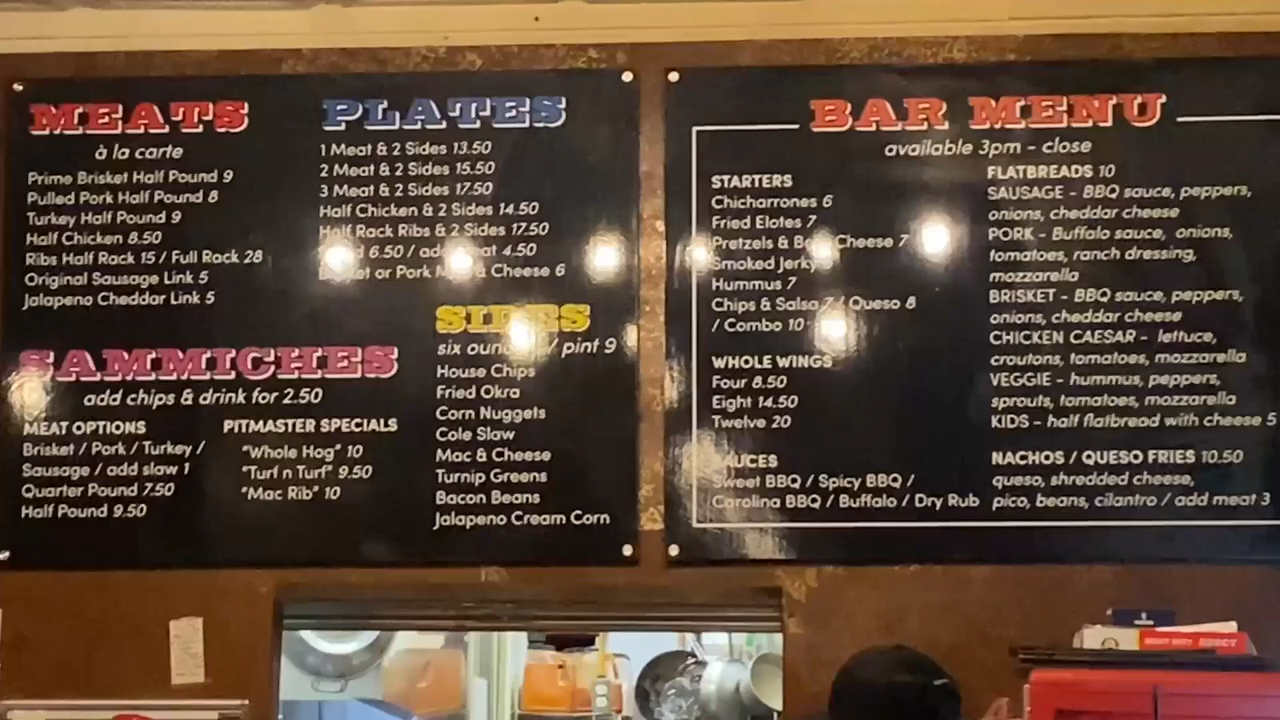 MEATS
à la carte
Prime Brisket Half Pound 9
Pulled Pork Half Pound 8
Turkey Half Pound 9
Half Chicken 8.50
Ribs Half Rack 15 / Full Rack 28
Original Sausage Link 5
Jalapeno Cheddar Link 5
SAMMICHES
add chips & drink for 2.50
MEAT OPTIONS
Brisket / Pork / Turkey /
Sausage / add slaw 1
Quarter Pound 7.50
Half Pound 9.50
PITMASTER SPECIALS
"Whole Hog" 10
"Turf n Turf" 9.50
"Mac Rib" 10
PLATES
1 Meat & 2 Sides 13.50
2 Meat & 2 Sides 15.50
3 Meat & 2 Sides 17.50
Half Chicken & 2 Sides 14.50
Half Rack Ribs & 2 Sides 17.50
6.50 / add meat 4.50
Brisket or Pork & Cheese 6
SIDES
six ounce / pint 9
House Chips
Fried Okra
Corn Nuggets
Cole Slaw
Mac & Cheese
Turnip Greens
Bacon Beans
Jalapeno Cream Corn
BAR MENU
available 3pm - close
STARTERS
Chicharrones 6
Fried Elotes 7
Pretzels & Beer Cheese 7
Smoked Jerky
Hummus 7
Chips & Salsa 7 / Queso 8
/ Combo 10
WHOLE WINGS
Four 8.50
Eight 14.50
Twelve 20
SAUCES
Sweet BBQ / Spicy BBQ /
Carolina BBQ / Buffalo / Dry Rub
FLATBREADS 10
SAUSAGE - BBQ sauce, peppers,
onions, cheddar cheese
PORK - Buffalo sauce, onions,
tomatoes, ranch dressing,
mozzarella
BRISKET - BBQ sauce, peppers,
onions, cheddar cheese
CHICKEN CAESAR - lettuce,
croutons, tomatoes, mozzarella
VEGGIE - hummus, peppers,
sprouts, tomatoes, mozzarella
KIDS - half flatbread with cheese 5
NACHOS / QUESO FRIES 10.50
queso, shredded cheese,
pico, beans, cilantro / add meat 3